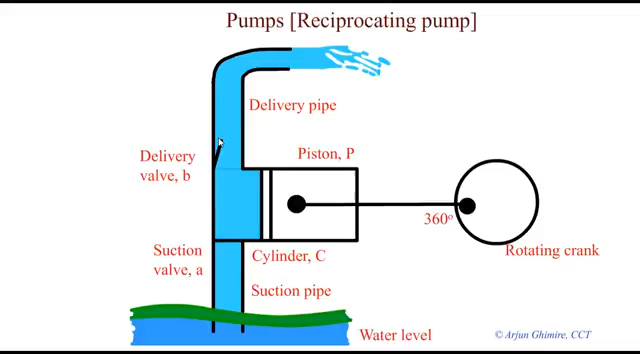 Pumps [Reciprocating pump]
Delivery pipe
Delivery
valve, b
Piston, P
360º
Suction
valve, a
Cylinder, C
Rotating crank
Suction pipe
Water level
© Arjun Ghimire, CCT